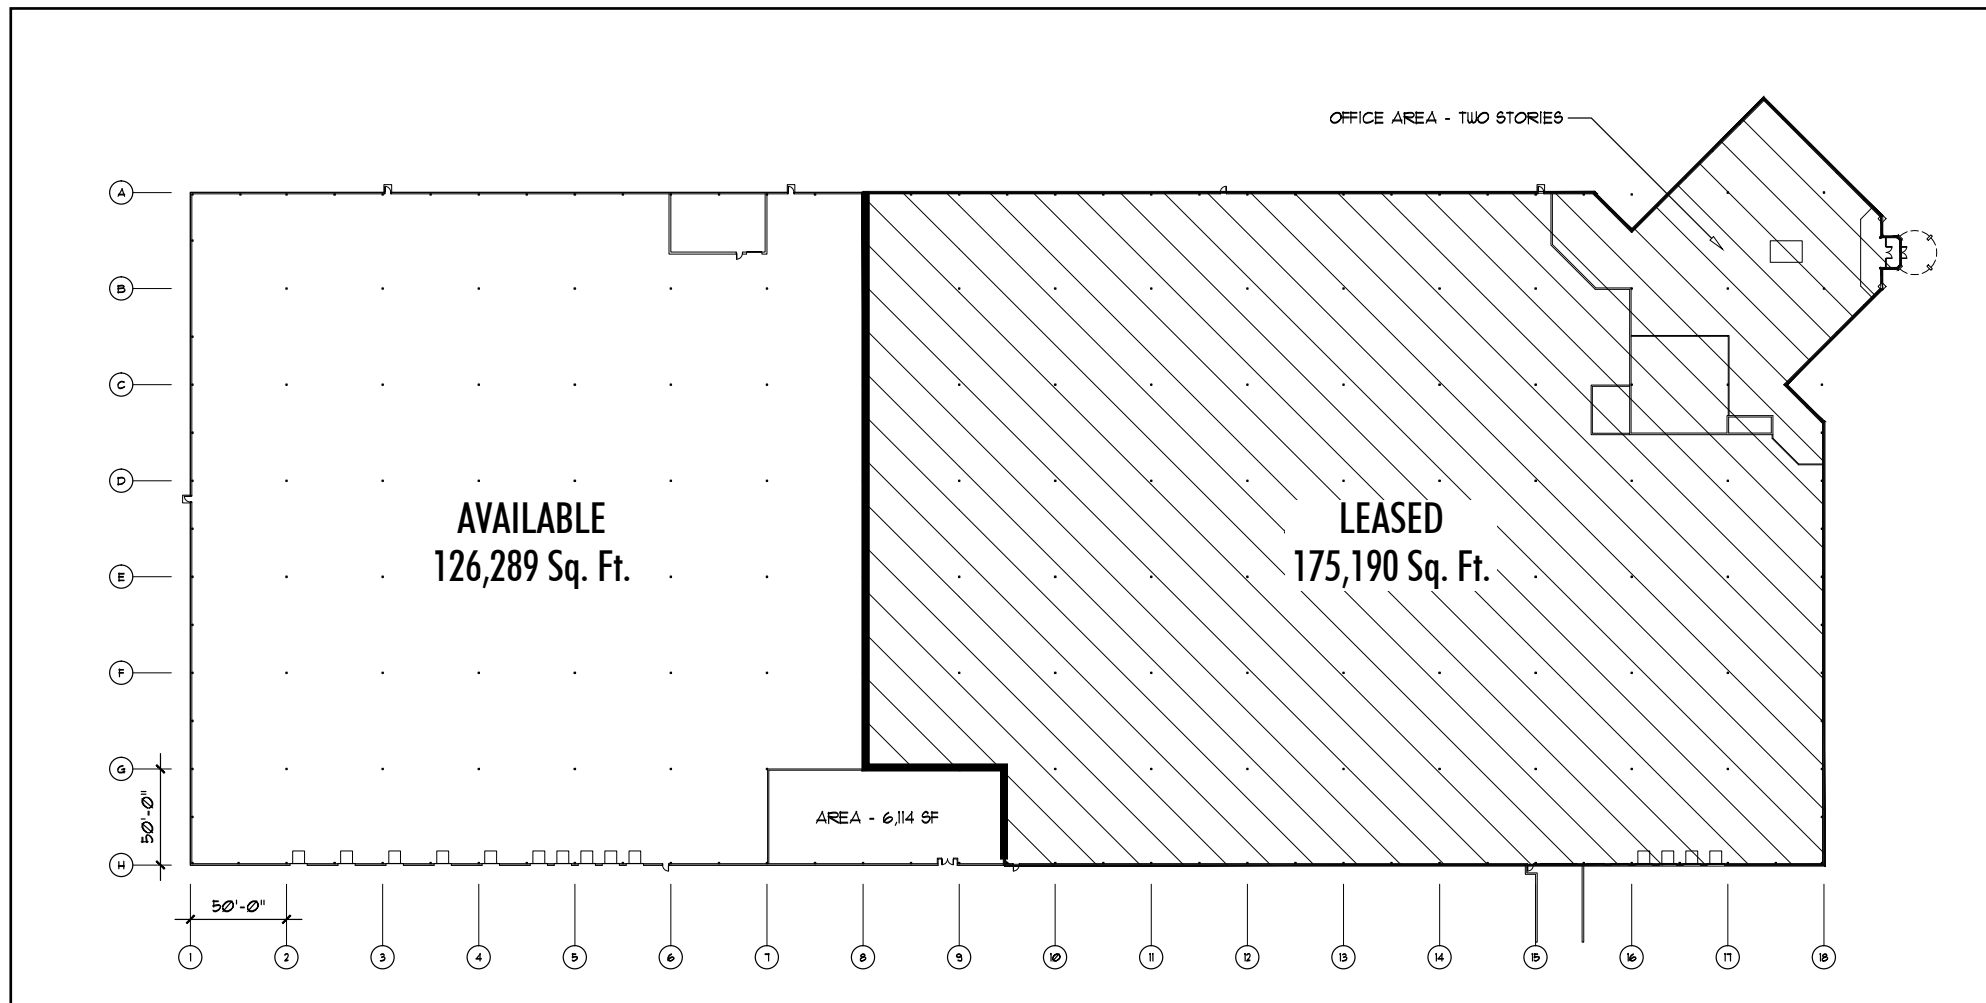 OFFICE AREA - TWO STORIES
A
B
C
D
E
F
G
H
AVAILABLE
126,289 Sq. Ft.
LEASED
175,190 Sq. Ft.
AREA - 6,114 SF
50'-0"
50'-0"
1 2 3 4 5 6 7 8 9 10 11 12 13 14 15 16 17 18